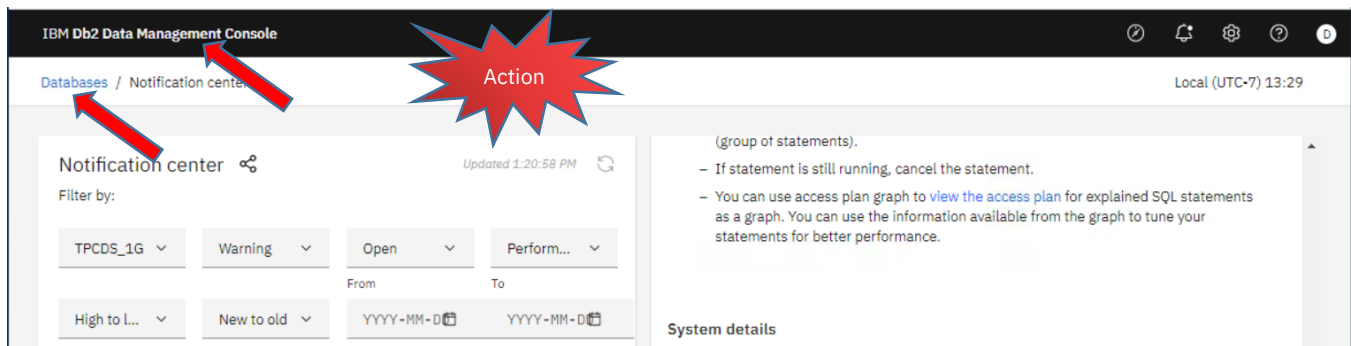 IBM Db2 Data Management Console
D
Action
Databases / Notification center
Local (UTC-7) 13:29
Notification center
Updated 1:20:58 PM
Filter by:
TPCDS_1G
Warning
Open
Perform...
From
To
High to l...
New to old
YYYY-MM-D
YYYY-MM-D
(group of statements).
– If statement is still running, cancel the statement.
– You can use access plan graph to view the access plan for explained SQL statements
as a graph. You can use the information available from the graph to tune your
statements for better performance.
System details